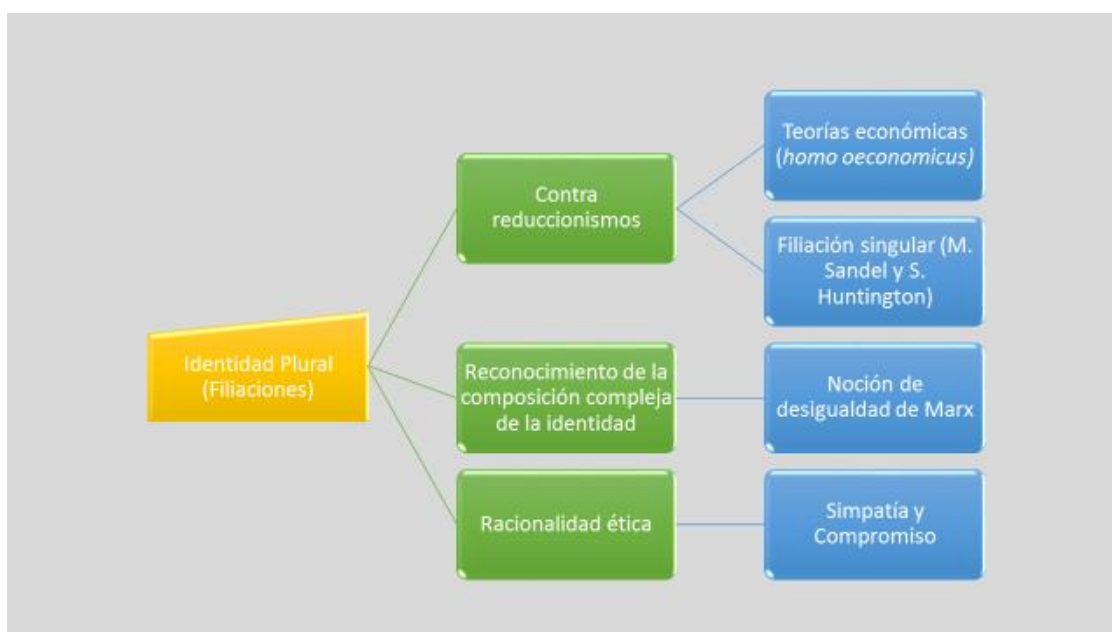 Identidad Plural
(Filiaciones)
Contra
reduccionismos
Teorías económicas
(homo oeconomicus)
Filiación singular (M.
Sandel y S.
Huntington)
Reconocimiento de la
composición compleja
de la identidad
Noción de
desigualdad de Marx
Racionalidad ética
Simpatía y
Compromiso